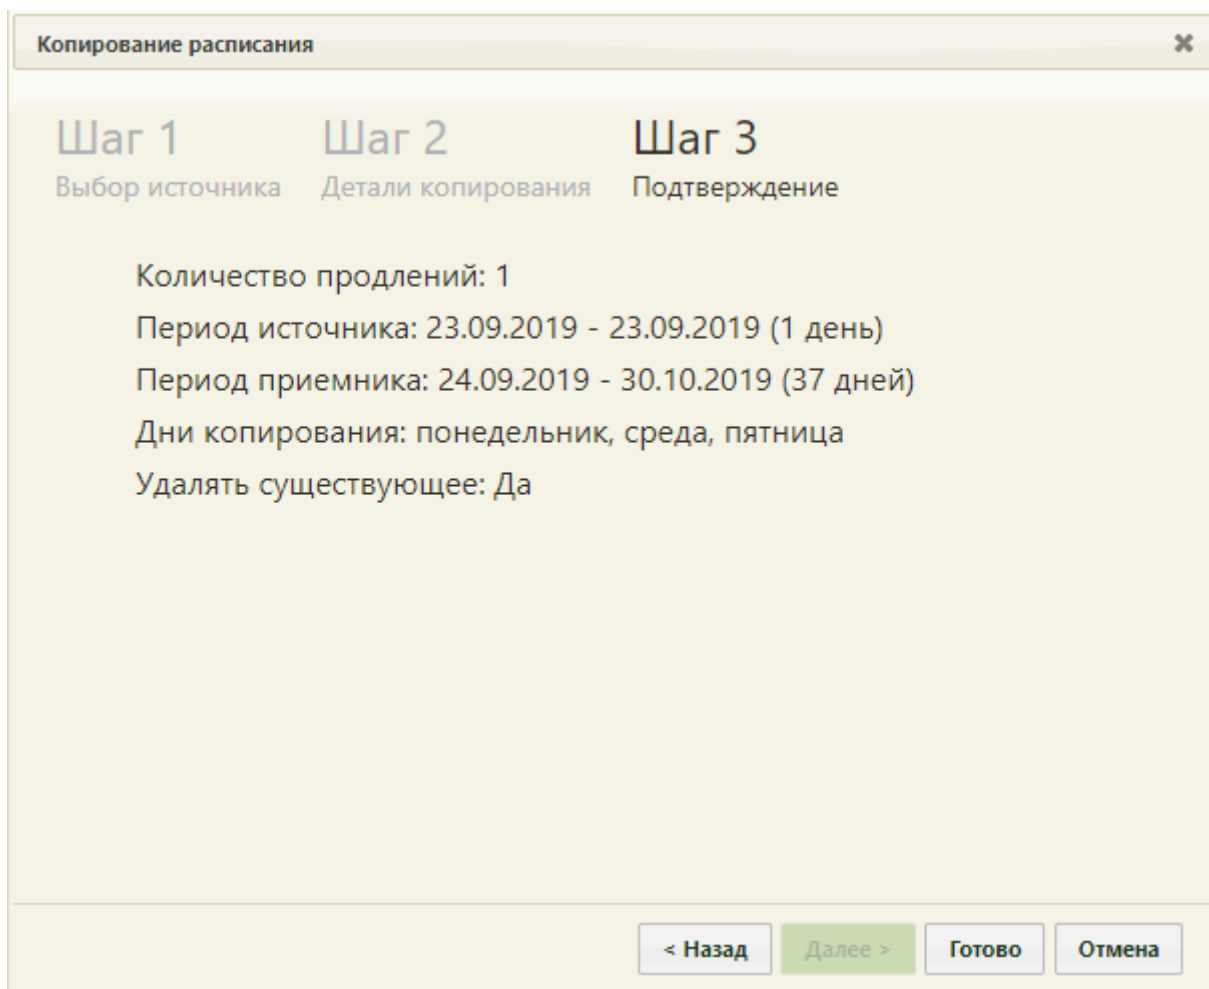 Копирование расписания
Шаг 1 Шаг 2 Шаг 3
Выбор источника Детали копирования Подтверждение
Количество продлений: 1
Период источника: 23.09.2019 - 23.09.2019 (1 день)
Период приемника: 24.09.2019 - 30.10.2019 (37 дней)
Дни копирования: понедельник, среда, пятница
Удалять существующее: Да
< Назад Далее > Готово Отмена